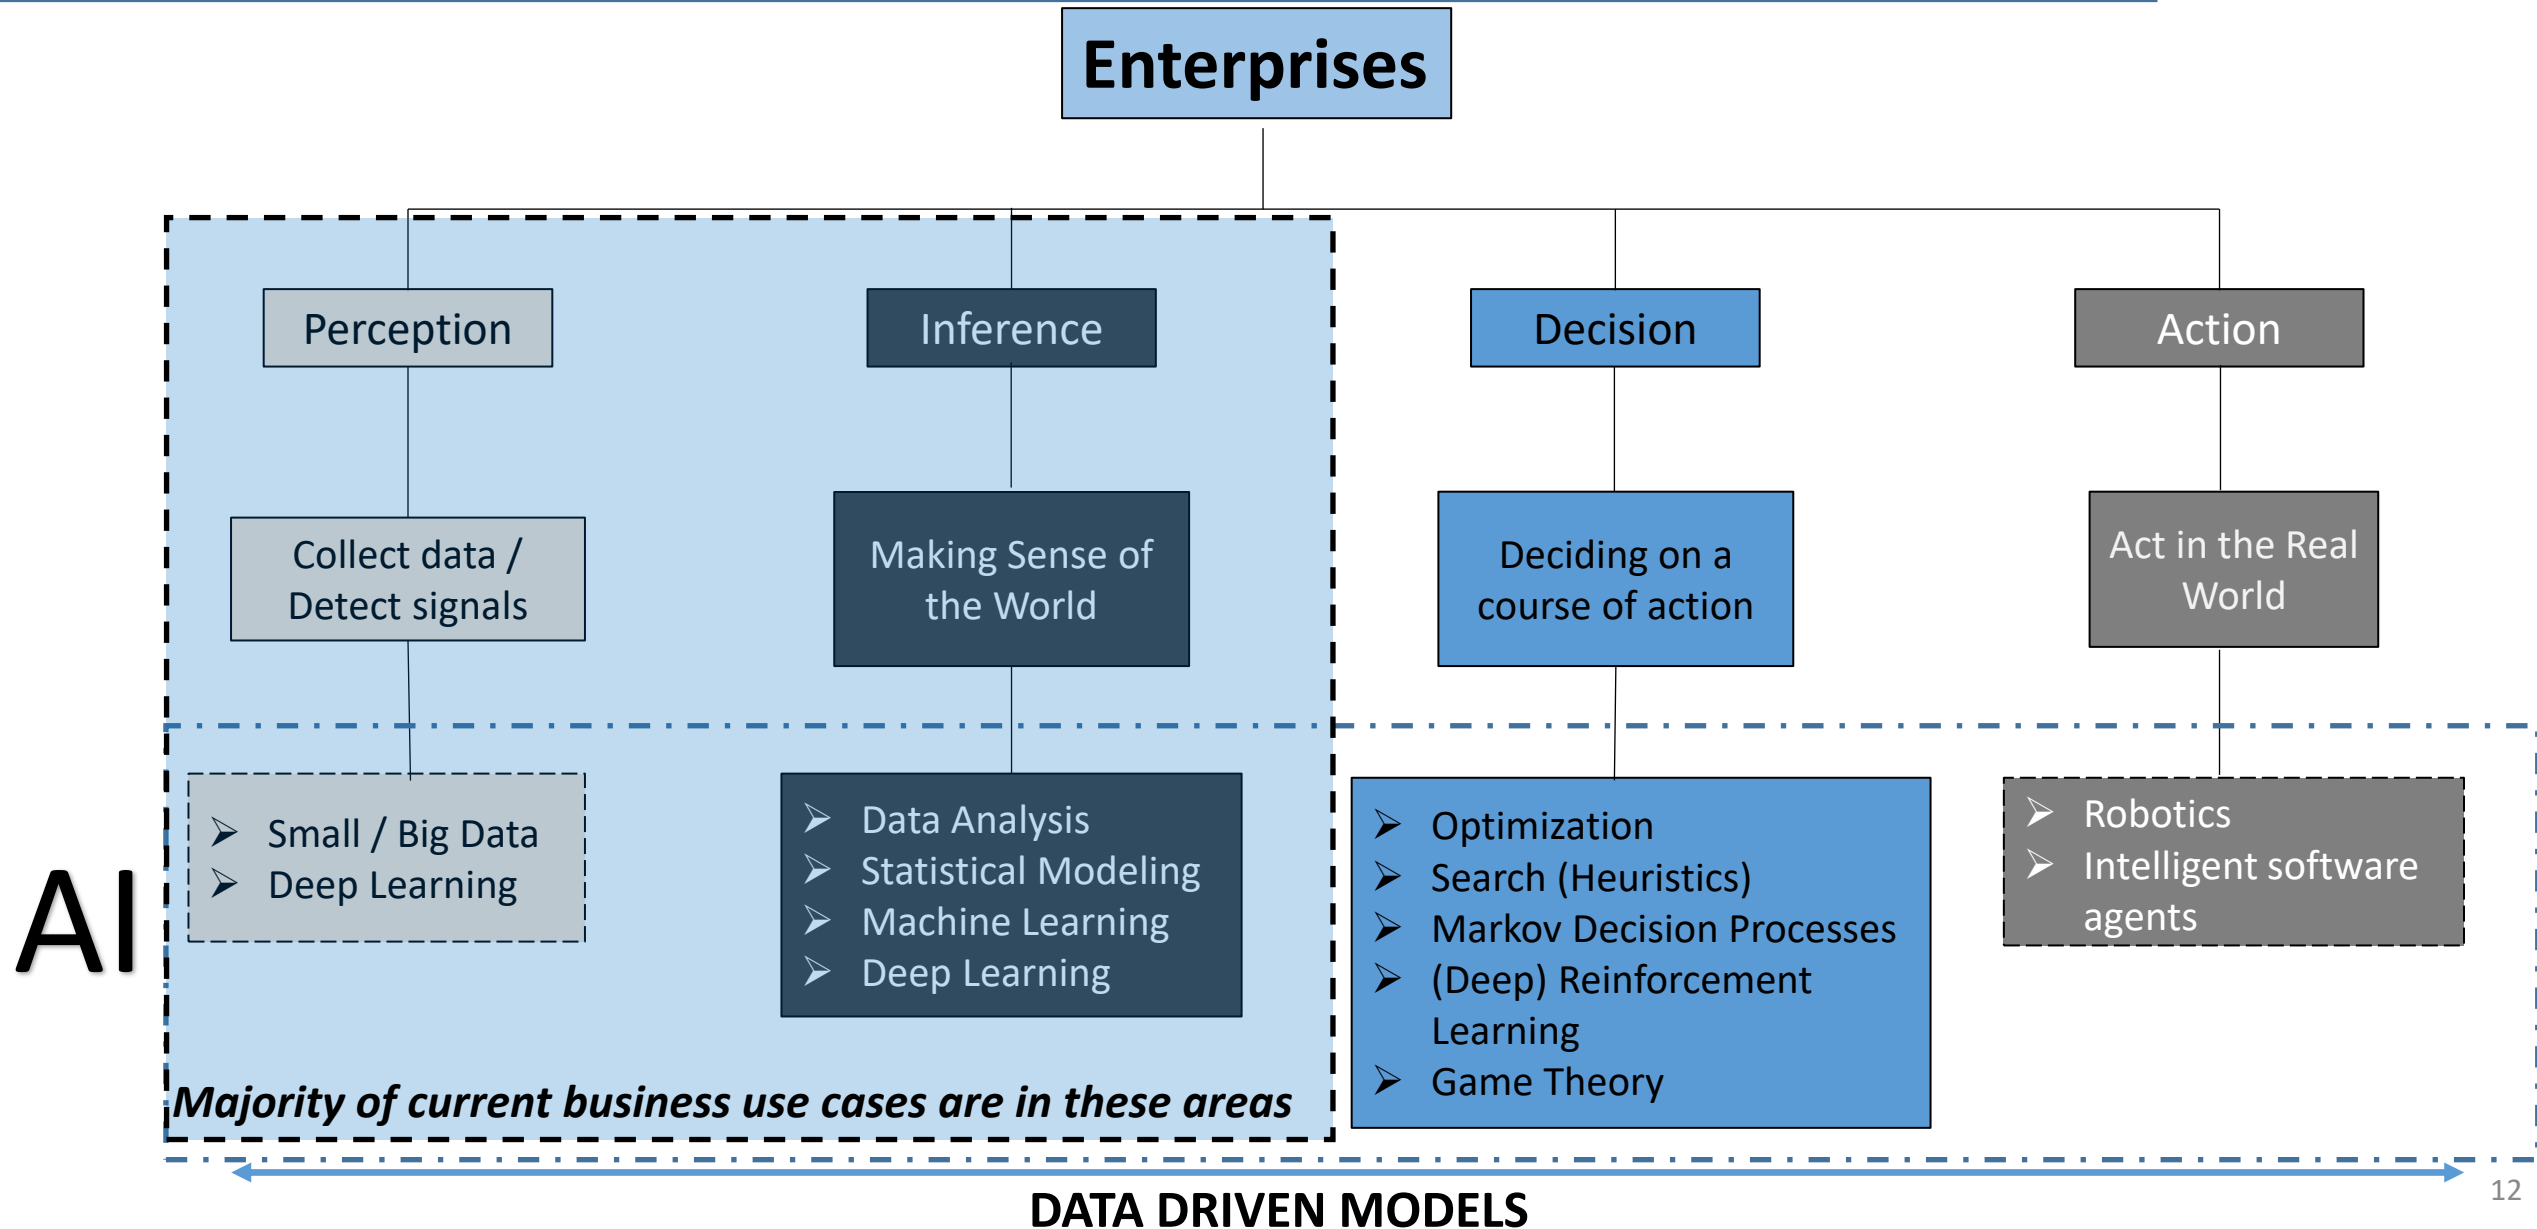 Enterprises
Perception
Inference
Decision
Action
Collect data /
Detect signals
Making Sense of
the World
Deciding on a
course of action
Act in the Real
World
AI
➢ Small / Big Data
➢ Deep Learning
➢ Data Analysis
➢ Statistical Modeling
➢ Machine Learning
➢ Deep Learning
➢ Optimization
➢ Search (Heuristics)
➢ Markov Decision Processes
➢ (Deep) Reinforcement
Learning
➢ Game Theory
➢ Robotics
➢ Intelligent software
agents
Majority of current business use cases are in these areas
DATA DRIVEN MODELS
12